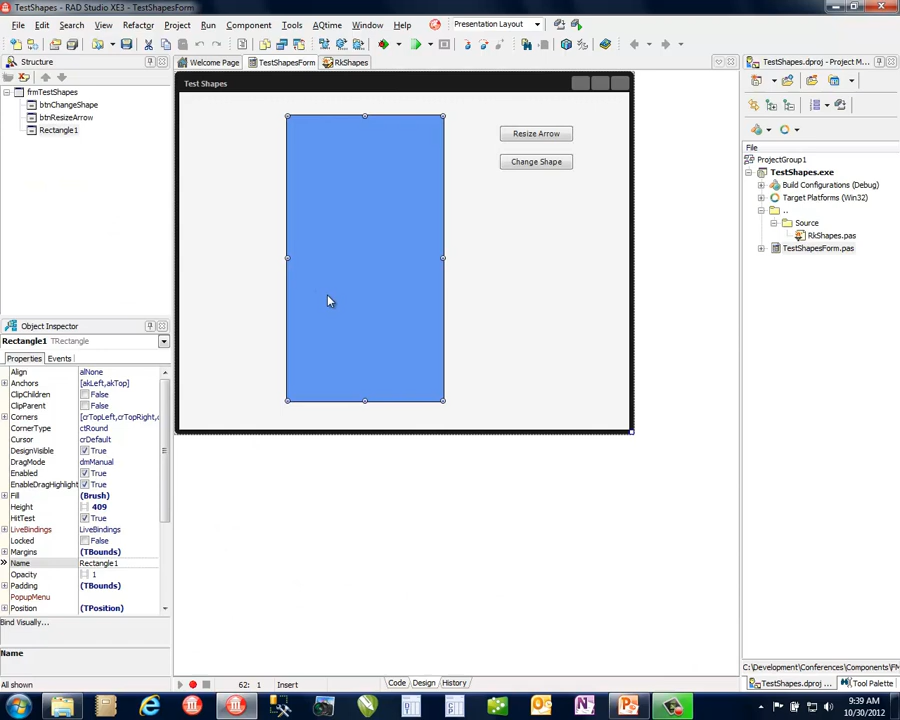 TestShapes - RAD Studio XE3 - TestShapesForm
File Edit Search View Refactor Project Run Component Tools AQtime Window Help Presentation Layout
Welcome Page TestShapesForm RkShapes
Structure
frmTestShapes
btnChangeShape
btnResizeArrow
Rectangle1
Test Shapes
Resize Arrow
Change Shape
TestShapes.dproj - Project M...
File
ProjectGroup1
TestShapes.exe
Build Configurations (Debug)
Target Platforms (Win32)
..
Source
RkShapes.pas
TestShapesForm.pas
Object Inspector
Rectangle1 TRectangle
Properties Events
Align alNone
Anchors [akLeft,akTop]
ClipChildren False
ClipParent False
Corners [crTopLeft,crTopRight,
CornerType ctRound
Cursor crDefault
DesignVisible True
DragMode dmManual
Enabled True
EnableDragHighlight True
Fill (Brush)
Height 409
HitTest True
LiveBindings LiveBindings
Locked False
Margins (TBounds)
Name Rectangle1
Opacity 1
Padding (TBounds)
PopupMenu
Position (TPosition)
Bind Visually...
Name
All shown
62: 1 Insert Code Design History
C:\Development\Conferences\Components\FM
TestShapes.dproj ... Tool Palette
9:39 AM
10/30/2012